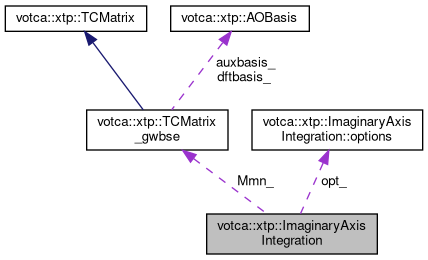 votca::xtp::TCMatrix
votca::xtp::AOBasis
auxbasis_
dftbasis_
votca::xtp::TCMatrix
_gwbse
votca::xtp::ImaginaryAxis
Integration::options
Mmn_
opt_
votca::xtp::ImaginaryAxis
Integration